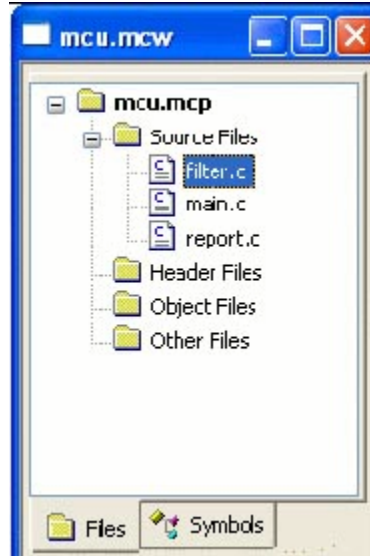 mcu.mcw
mcu.mcp
Source Files
filter.c
main.c
report.c
Header Files
Object Files
Other Files
Files Symbols